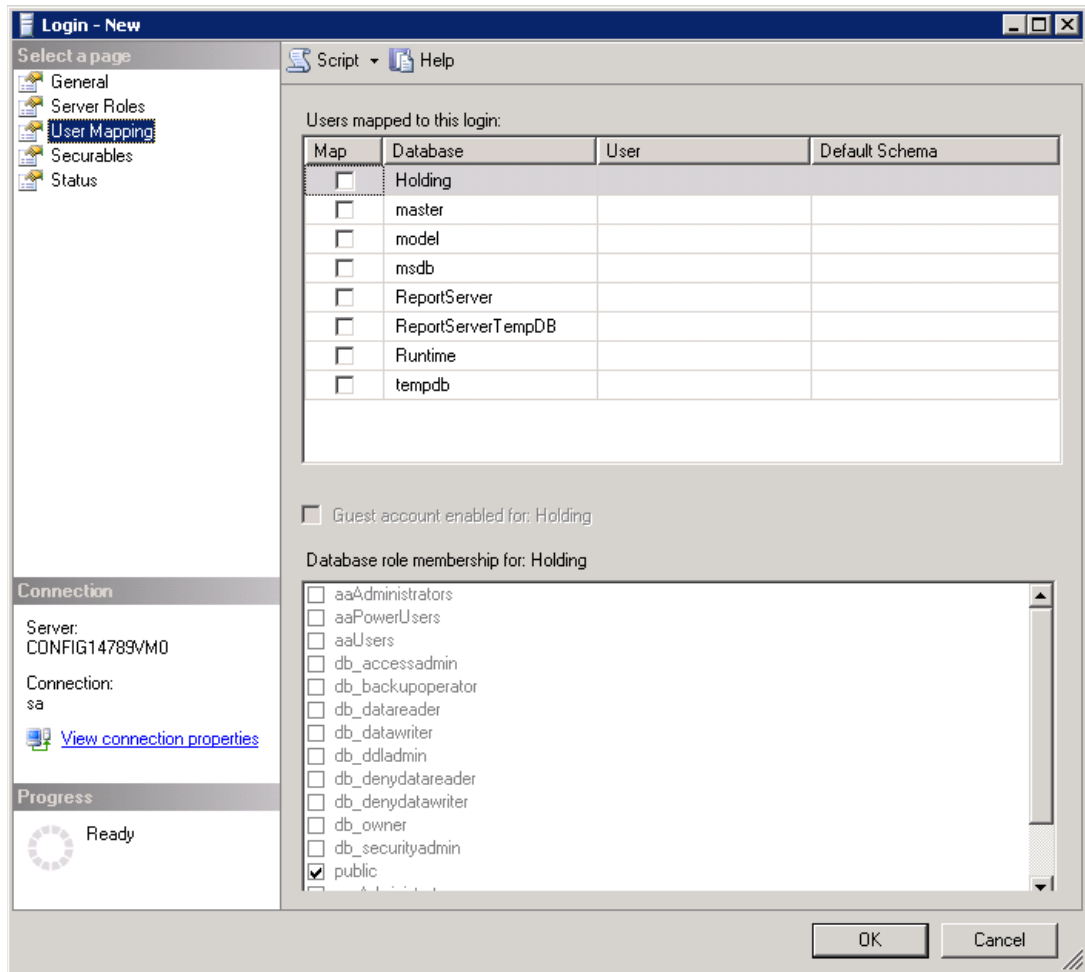 Login - New
Select a page
General
Server Roles
User Mapping
Securables
Status
Script Help
Users mapped to this login:
Map Database User Default Schema
Holding
master
model
msdb
ReportServer
ReportServerTempDB
Runtime
tempdb
Guest account enabled for: Holding
Database role membership for: Holding
aaAdministrators
aaPowerUsers
aaUsers
db_accessadmin
db_backupoperator
db_datareader
db_datawriter
db_ddladmin
db_denydatareader
db_denydatawriter
db_owner
db_securityadmin
public
Connection
Server:
CONFIG14789VM0
Connection:
sa
View connection properties
Progress
Ready
OK Cancel